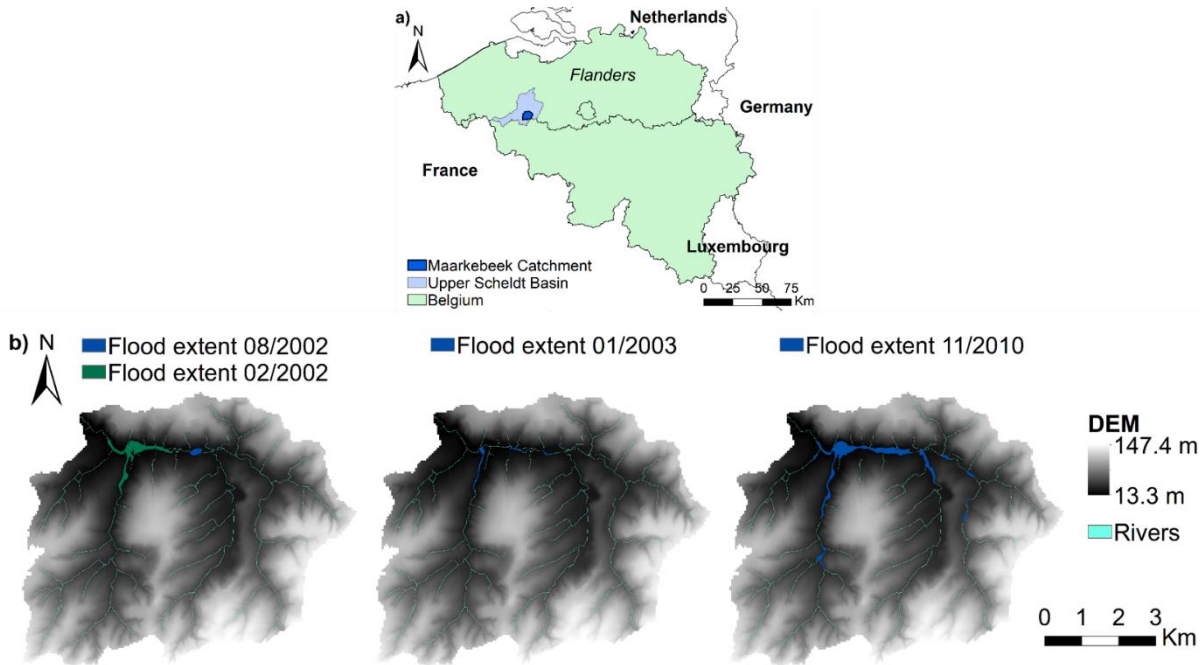 a)
N
Netherlands
Flanders
Germany
France
Luxembourg
Maarkebeek Catchment
Upper Scheldt Basin
Belgium
0 25 50 75
Km
b) N
Flood extent 08/2002
Flood extent 02/2002
Flood extent 01/2003
Flood extent 11/2010
DEM
147.4 m
13.3 m
Rivers
0 1 2 3
Km